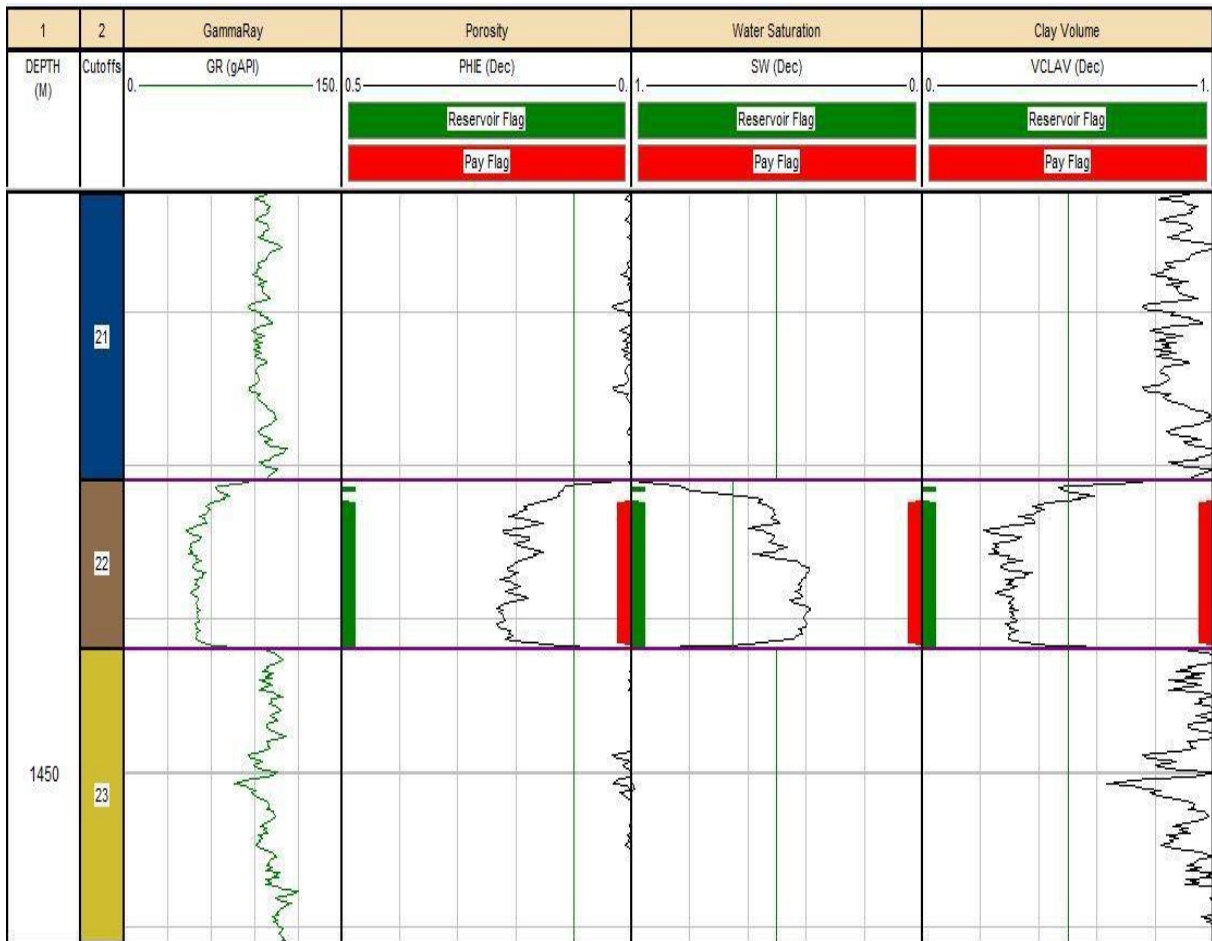 1 2 GammaRay Porosity Water Saturation Clay Volume
DEPTH (M) Cutoffs GR (gAPI) PHIE (Dec) SW (Dec) VCLAV (Dec)
0. 150. 0.5 0. 1. 0. 0. 1.
Reservoir Flag Reservoir Flag Reservoir Flag
Pay Flag Pay Flag Pay Flag
21
22
1450
23